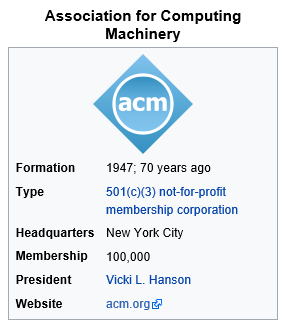 Association for Computing
Machinery
acm
Formation 1947; 70 years ago
Type 501(c)(3) not-for-profit
membership corporation
Headquarters New York City
Membership 100,000
President Vicki L. Hanson
Website acm.org